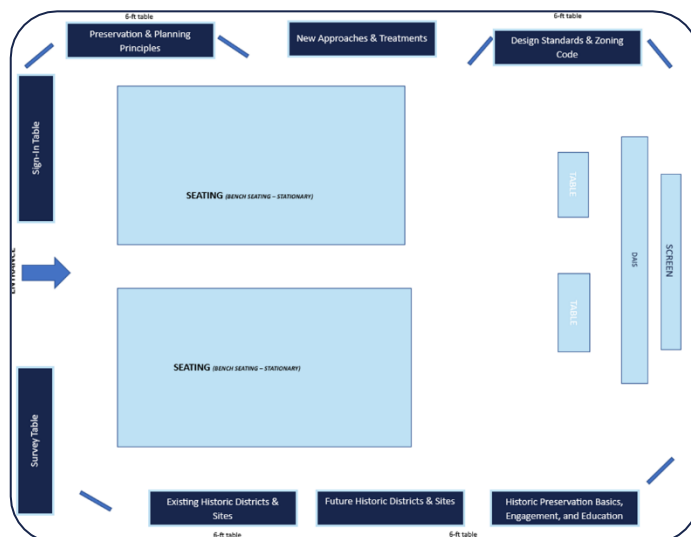 6-ft table
6-ft table
Preservation & Planning
Principles
New Approaches & Treatments
Design Standards & Zoning
Code
Sign-In Table
SEATING (BENCH SEATING – STATIONARY)
TABLE
DAIS
SCREEN
ENTRANCE
TABLE
SEATING (BENCH SEATING – STATIONARY)
Survey Table
Existing Historic Districts &
Sites
Future Historic Districts & Sites
Historic Preservation Basics,
Engagement, and Education
6-ft table
6-ft table